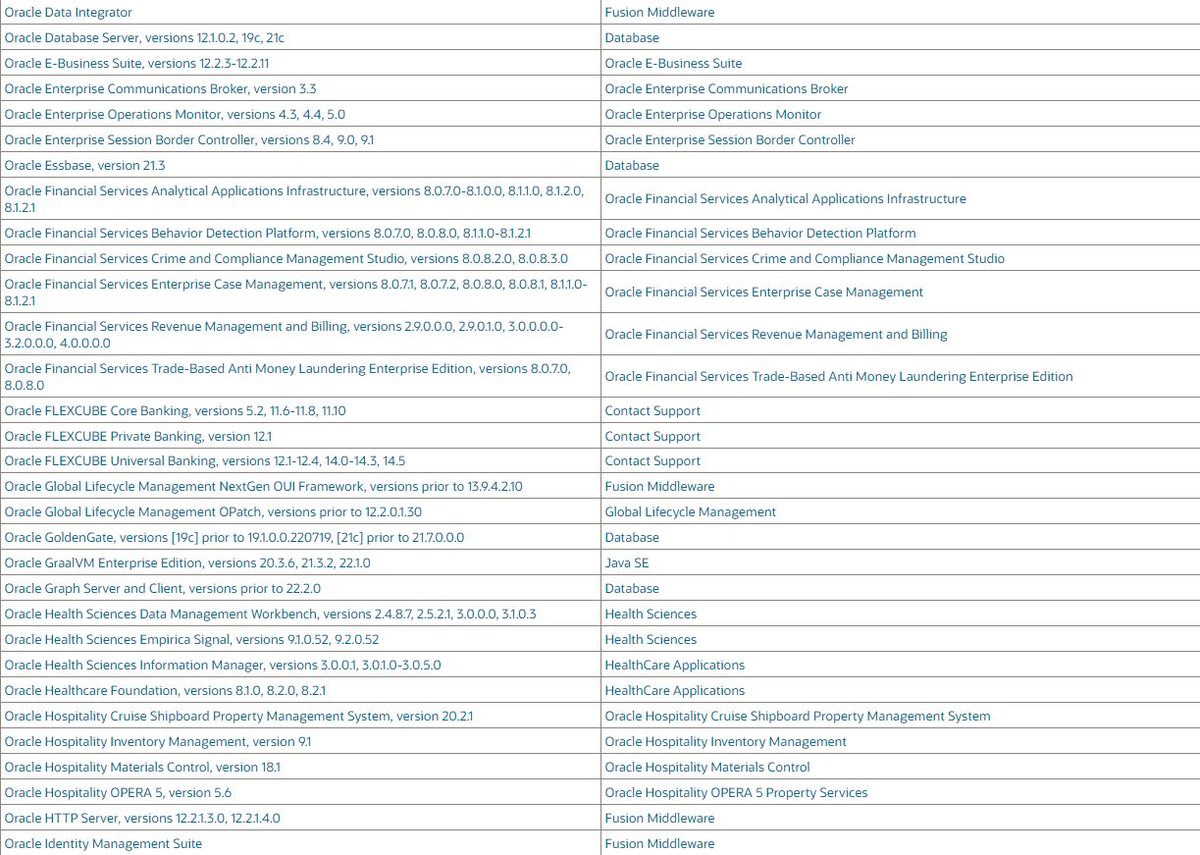 Oracle Data Integrator
Fusion Middleware
Oracle Database Server, versions 12.1.0.2, 19c, 21c
Database
Oracle E-Business Suite, versions 12.2.3-12.2.11
Oracle E-Business Suite
Oracle Enterprise Communications Broker, version 3.3
Oracle Enterprise Communications Broker
Oracle Enterprise Operations Monitor, versions 4.3, 4.4, 5.0
Oracle Enterprise Operations Monitor
Oracle Enterprise Session Border Controller, versions 8.4, 9.0, 9.1
Oracle Enterprise Session Border Controller
Oracle Essbase, version 21.3
Database
Oracle Financial Services Analytical Applications Infrastructure, versions 8.0.7.0-8.1.0.0, 8.1.1.0, 8.1.2.0,
8.1.2.1
Oracle Financial Services Analytical Applications Infrastructure
Oracle Financial Services Behavior Detection Platform, versions 8.0.7.0, 8.0.8.0, 8.1.1.0-8.1.2.1
Oracle Financial Services Behavior Detection Platform
Oracle Financial Services Crime and Compliance Management Studio, versions 8.0.8.2.0, 8.0.8.3.0
Oracle Financial Services Crime and Compliance Management Studio
Oracle Financial Services Enterprise Case Management, versions 8.0.7.1, 8.0.7.2, 8.0.8.0, 8.0.8.1, 8.1.1.0-
8.1.2.1
Oracle Financial Services Enterprise Case Management
Oracle Financial Services Revenue Management and Billing, versions 2.9.0.0.0, 2.9.0.1.0, 3.0.0.0.0-
3.2.0.0.0, 4.0.0.0.0
Oracle Financial Services Revenue Management and Billing
Oracle Financial Services Trade-Based Anti Money Laundering Enterprise Edition, versions 8.0.7.0,
8.0.8.0
Oracle Financial Services Trade-Based Anti Money Laundering Enterprise Edition
Oracle FLEXCUBE Core Banking, versions 5.2, 11.6-11.8, 11.10
Contact Support
Oracle FLEXCUBE Private Banking, version 12.1
Contact Support
Oracle FLEXCUBE Universal Banking, versions 12.1-12.4, 14.0-14.3, 14.5
Contact Support
Oracle Global Lifecycle Management NextGen OUI Framework, versions prior to 13.9.4.2.10
Fusion Middleware
Oracle Global Lifecycle Management OPatch, versions prior to 12.2.0.1.30
Global Lifecycle Management
Oracle GoldenGate, versions [19c] prior to 19.1.0.0.220719, [21c] prior to 21.7.0.0.0
Database
Oracle GraalVM Enterprise Edition, versions 20.3.6, 21.3.2, 22.1.0
Java SE
Oracle Graph Server and Client, versions prior to 22.2.0
Database
Oracle Health Sciences Data Management Workbench, versions 2.4.8.7, 2.5.2.1, 3.0.0.0, 3.1.0.3
Health Sciences
Oracle Health Sciences Empirica Signal, versions 9.1.0.52, 9.2.0.52
Health Sciences
Oracle Health Sciences Information Manager, versions 3.0.0.1, 3.0.1.0-3.0.5.0
HealthCare Applications
Oracle Healthcare Foundation, versions 8.1.0, 8.2.0, 8.2.1
HealthCare Applications
Oracle Hospitality Cruise Shipboard Property Management System, version 20.2.1
Oracle Hospitality Cruise Shipboard Property Management System
Oracle Hospitality Inventory Management, version 9.1
Oracle Hospitality Inventory Management
Oracle Hospitality Materials Control, version 18.1
Oracle Hospitality Materials Control
Oracle Hospitality OPERA 5, version 5.6
Oracle Hospitality OPERA 5 Property Services
Oracle HTTP Server, versions 12.2.1.3.0, 12.2.1.4.0
Fusion Middleware
Oracle Identity Management Suite
Fusion Middleware